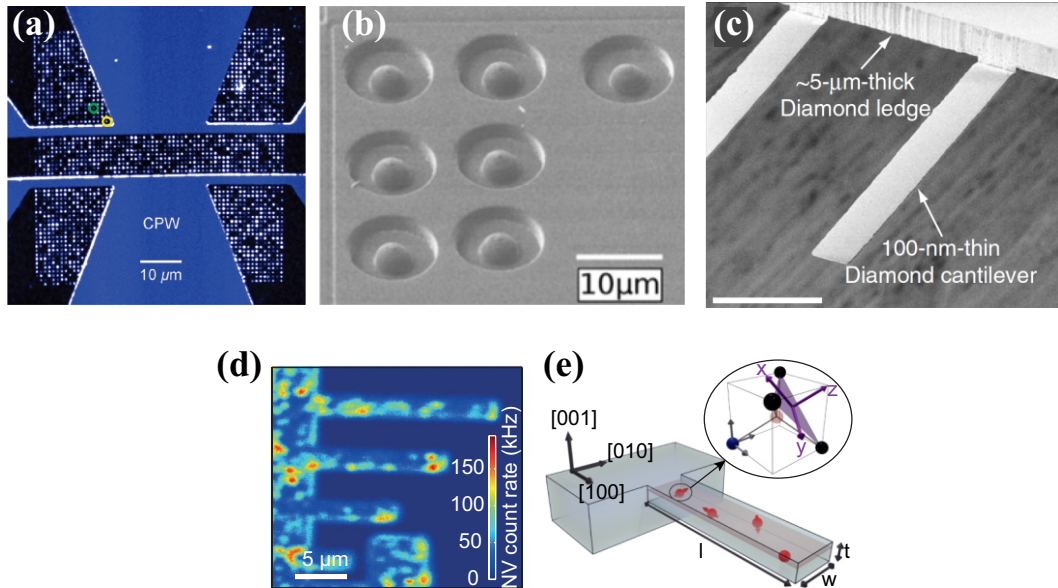 (a)
CPW
10 µm
(b)
10µm
(c)
~5-µm-thick
Diamond ledge
100-nm-thin
Diamond cantilever
(d)
5 µm
150
100
50
0
NV count rate (kHz)
(e)
[001]
[010]
[100]
x
z
y
l
w
t